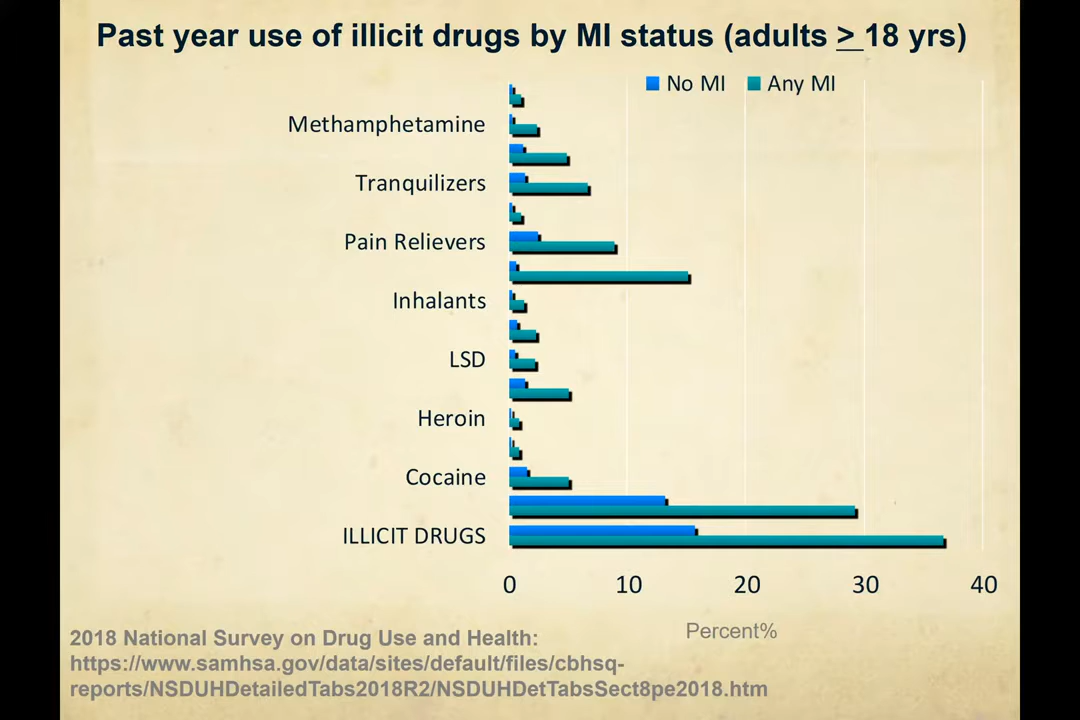 Past year use of illicit drugs by MI status (adults > 18 yrs)
No MI Any MI
Methamphetamine
Tranquilizers
Pain Relievers
Inhalants
LSD
Heroin
Cocaine
ILLICIT DRUGS
0 10 20 30 40
Percent%
2018 National Survey on Drug Use and Health:
https://www.samhsa.gov/data/sites/default/files/cbhsq-
reports/NSDUHDetailedTabs2018R2/NSDUHDetTabsSect8pe2018.htm